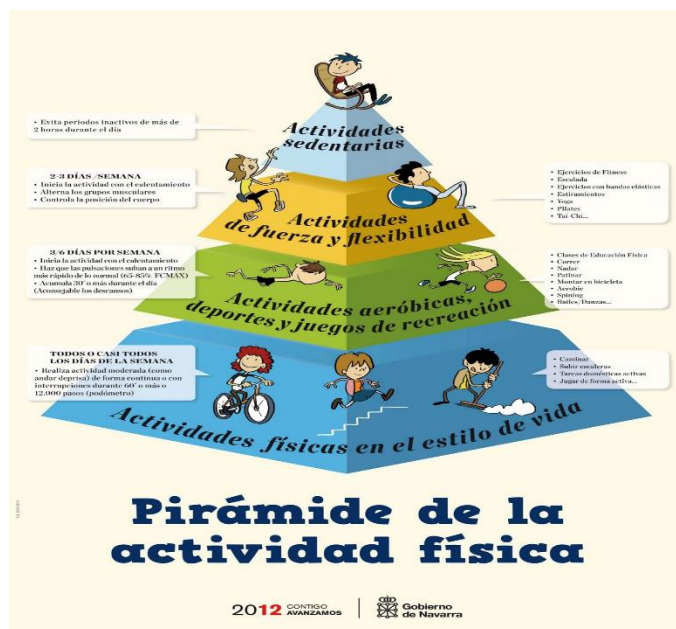 • Evita periodos inactivos de más de
2 horas durante el día
Actividades
sedentarias
2-3 DÍAS /SEMANA
• Inicia la actividad con el calentamiento
• Alterna los grupos musculares
• Controla la posición del cuerpo
Actividades
de fuerza y flexibilidad
• Ejercicios de Fitness
• Escalada
• Ejercicios con bandas elásticas
• Estiramientos
• Yoga
• Pilates
• Tai-Chi...
3/6 DÍAS POR SEMANA
• Inicia la actividad con el calentamiento
• Haz que las pulsaciones suban a un ritmo
más rápido de lo normal (65-85% FCMAX)
• Acumula 30' o más durante el día
(Aconsejable los descansos)
Actividades aeróbicas,
deportes y juegos de recreación
• Clases de Educación Física
• Correr
• Nadar
• Patinar
• Montar en bicicleta
• Aerobic
• Spining
• Bailes/Danzas...
TODOS O CASI TODOS
LOS DÍAS DE LA SEMANA
• Realiza actividad moderada (como
andar deprisa) de forma continua o con
interrupciones durante 60' o más o
12.000 pasos (podómetro)
Actividades físicas en el estilo de vida
• Caminar
• Subir escaleras
• Tareas domésticas activas
• Jugar de forma activa...
Pirámide de la
actividad física
2012 CONTIGO
AVANZAMOS
Gobierno
de Navarra